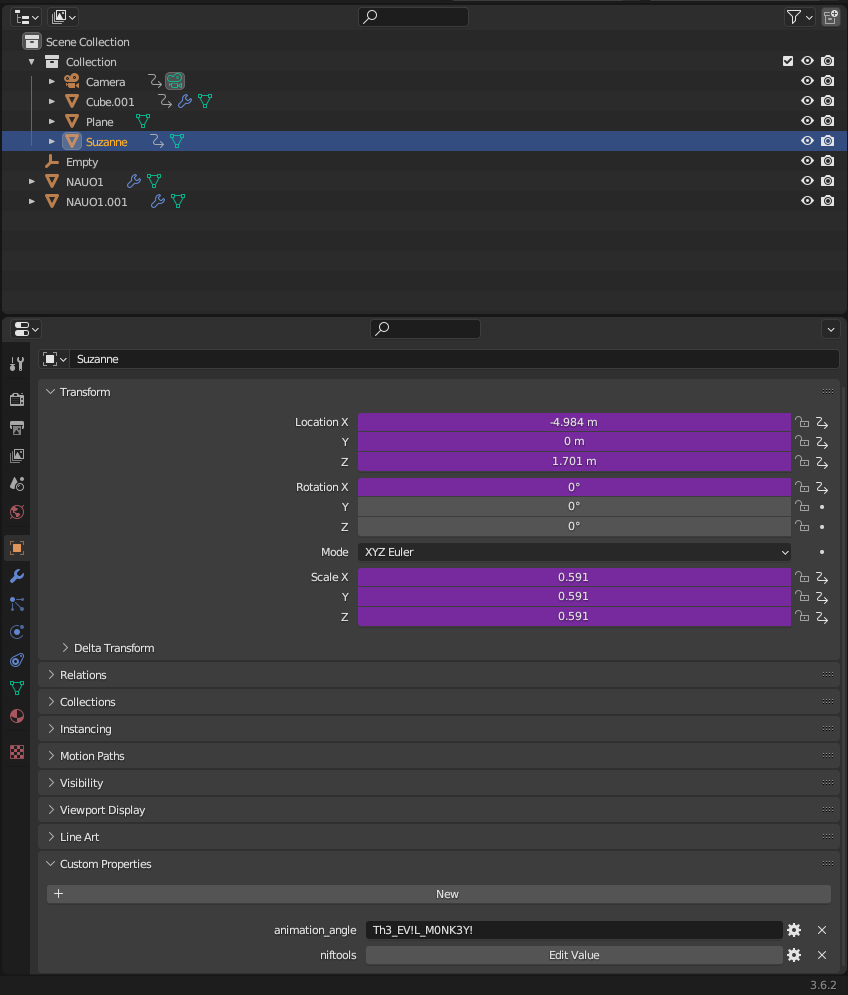 Scene Collection
Collection
Camera
Cube.001
Plane
Suzanne
Empty
NAUO1
NAUO1.001
Suzanne
Transform
Location X -4.984 m
Y 0 m
Z 1.701 m
Rotation X 0°
Y 0°
Z 0°
Mode XYZ Euler
Scale X 0.591
Y 0.591
Z 0.591
Delta Transform
Relations
Collections
Instancing
Motion Paths
Visibility
Viewport Display
Line Art
Custom Properties
New
animation_angle Th3_EV!L_M0NK3Y!
niftools Edit Value
3.6.2